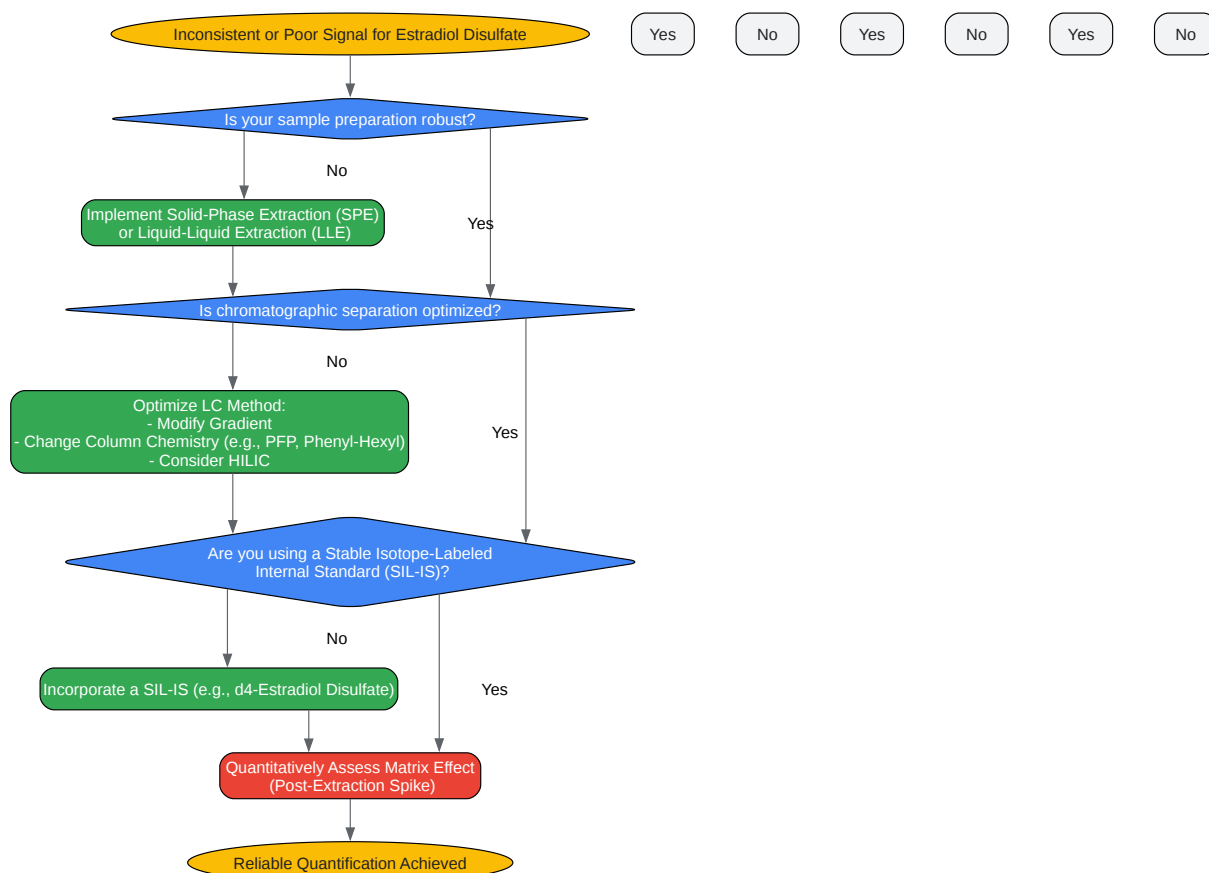 Inconsistent or Poor Signal for Estradiol Disulfate
Yes
No
Yes
No
Yes
No
Is your sample preparation robust?
No
Implement Solid-Phase Extraction (SPE)
or Liquid-Liquid Extraction (LLE)
Yes
Is chromatographic separation optimized?
No
Optimize LC Method:
- Modify Gradient
- Change Column Chemistry (e.g., PFP, Phenyl-Hexyl)
- Consider HILIC
Yes
Are you using a Stable Isotope-Labeled
Internal Standard (SIL-IS)?
No
Incorporate a SIL-IS (e.g., d4-Estradiol Disulfate)
Yes
Quantitatively Assess Matrix Effect
(Post-Extraction Spike)
Reliable Quantification Achieved